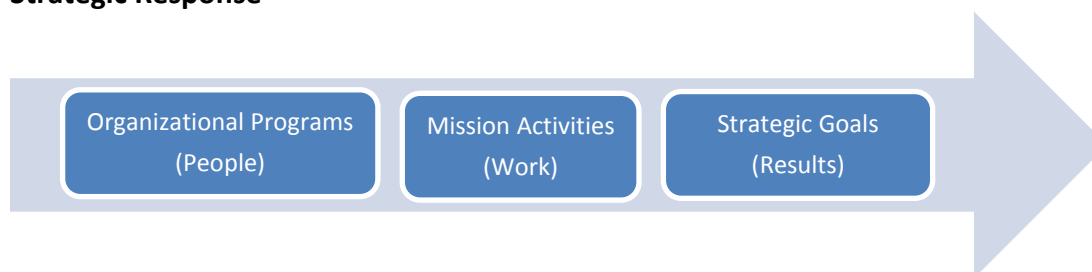 Strategic Response
Organizational Programs
(People)
Mission Activities
(Work)
Strategic Goals
(Results)